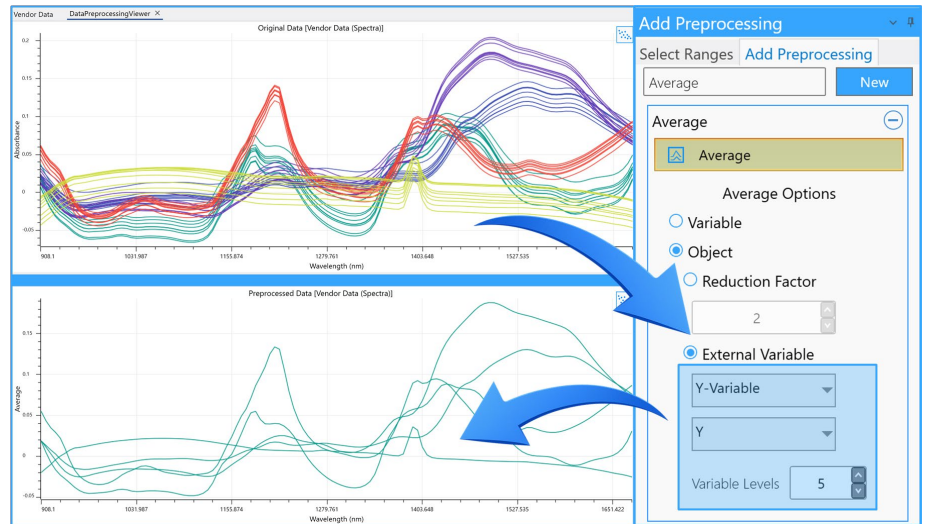 Vendor Data DataPreprocessingViewer ×
Original Data [Vendor Data (Spectra)]
0.2
0.15
0.1
0.05
0
-0.05
Absorbance
908.1 1031.987 1155.874 1279.761 1403.648 1527.535
Wavelength (nm)
Preprocessed Data [Vendor Data (Spectra)]
0.15
0.1
0.05
0
-0.05
Average
908.1 1031.987 1155.874 1279.761 1403.648 1527.535 1651.422
Wavelength (nm)
Add Preprocessing
Select Ranges Add Preprocessing
Average New
Average
Average
Average Options
Variable
Object
Reduction Factor
2
External Variable
Y-Variable
Y
Variable Levels 5